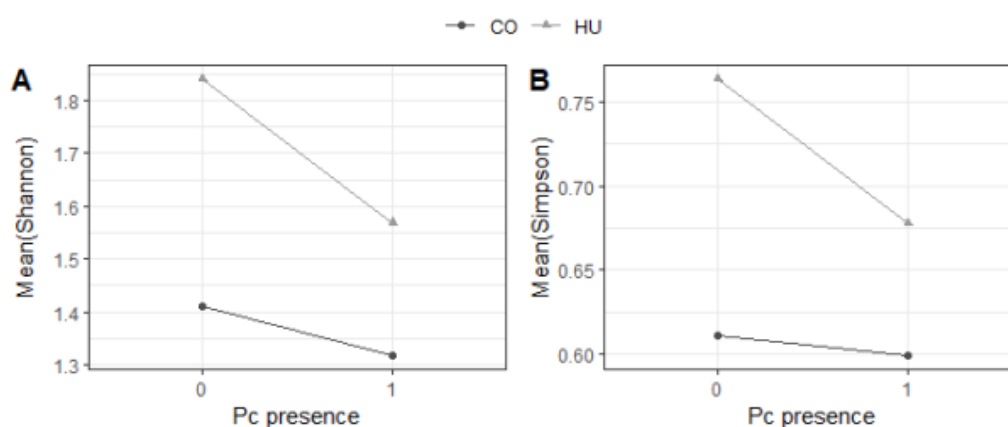 CO HU
A
Mean(Shannon)
1.8
1.7
1.6
1.5
1.4
1.3
0 1
Pc presence
B
Mean(Simpson)
0.75
0.70
0.65
0.60
0 1
Pc presence